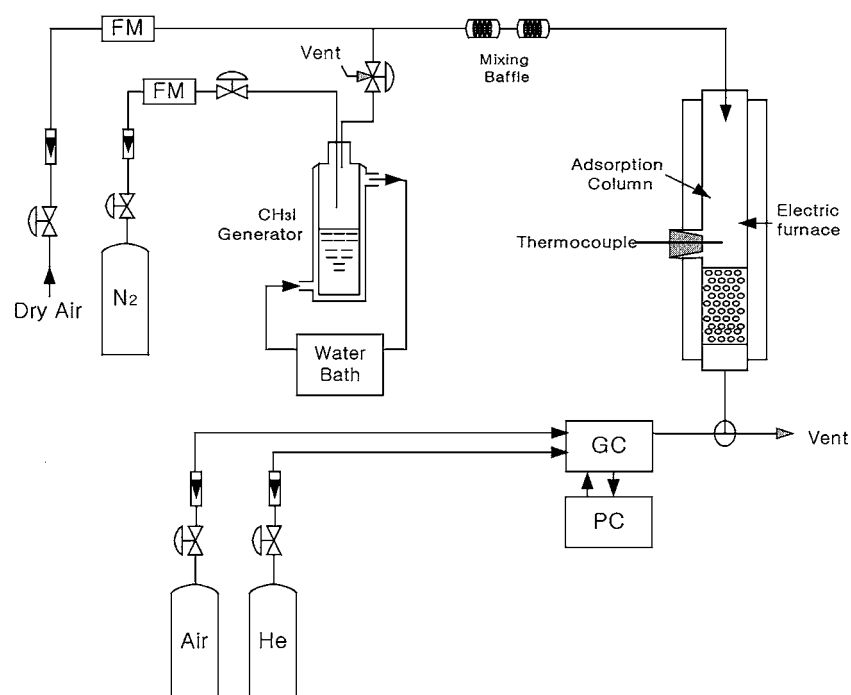 FM
Vent
Mixing
Baffle
FM
Adsorption
Column
CH3I
Generator
Electric
furnace
Thermocouple
Dry Air
N2
Water
Bath
GC
Vent
PC
Air
He